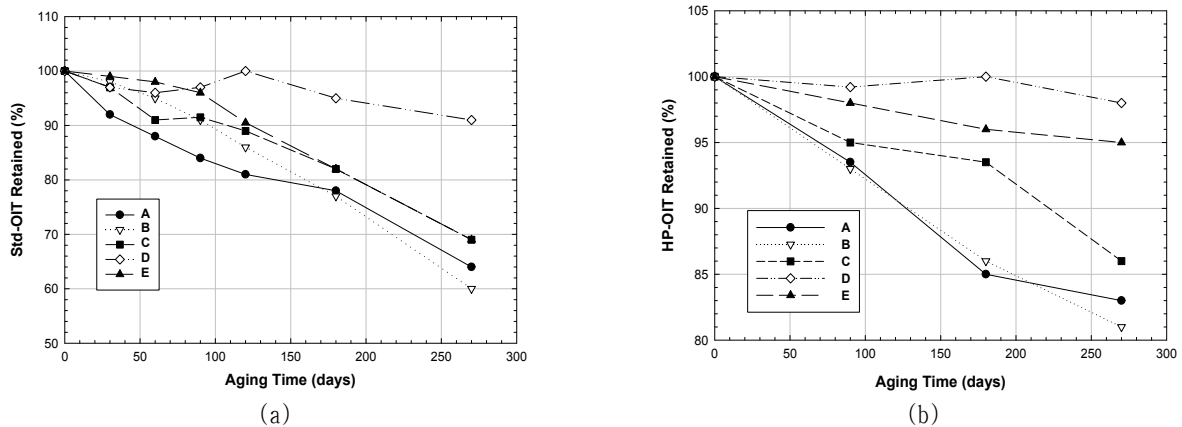 110
100
90
80
70
60
50
Std-OIT Retained (%)
A
B
C
D
E
0 50 100 150 200 250 300
Aging Time (days)
(a)
105
100
95
90
85
80
HP-OIT Retained (%)
A
B
C
D
E
0 50 100 150 200 250 300
Aging Time (days)
(b)